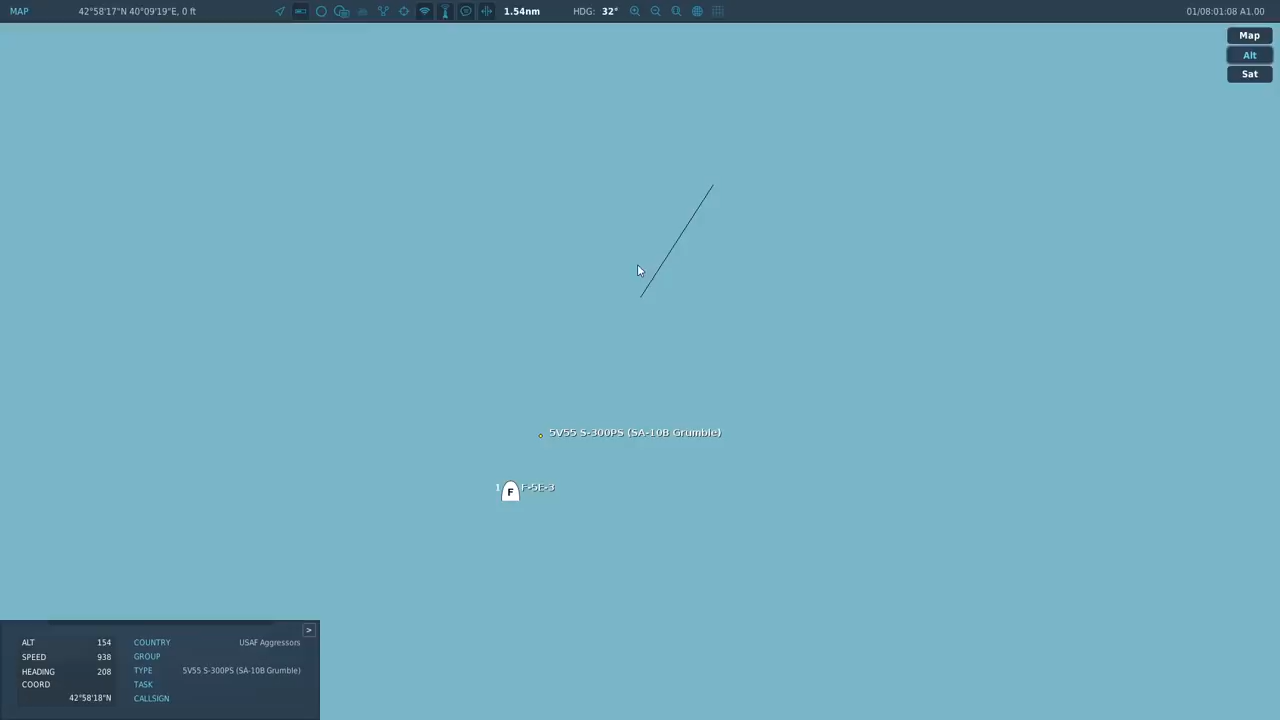 MAP 42°58'17"N 40°09'19"E, 0 ft 1.54nm HDG: 32° 01/08:01:08 A1.00
Map
Alt
Sat
5V55 S-300PS (SA-10B Grumble)
1 F F-5E-3
>
ALT 154 COUNTRY USAF Aggressors
SPEED 938 GROUP
HEADING 208 TYPE 5V55 S-300PS (SA-10B Grumble)
COORD TASK
42°58'18"N CALLSIGN